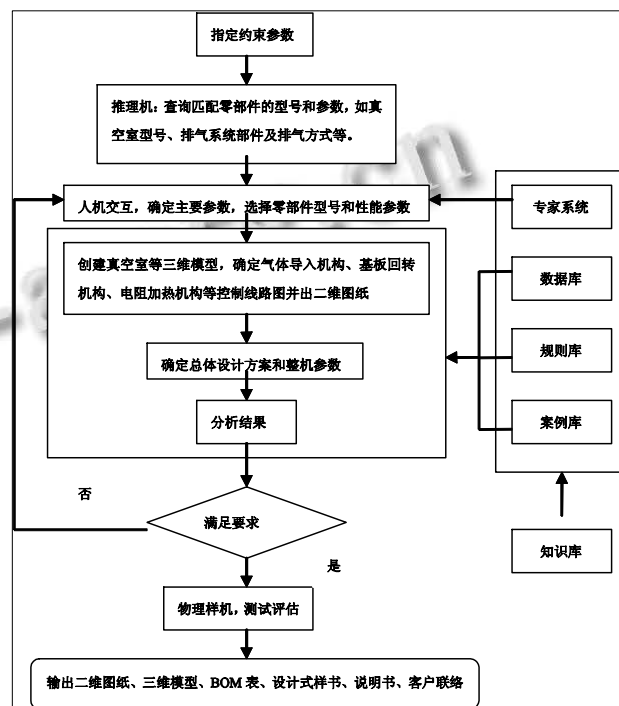 指定约束参数
推理机：查询匹配零部件的型号和参数，如真
空室型号、排气系统部件及排气方式等。
人机交互，确定主要参数，选择零部件型号和性能参数
专家系统
创建真空室等三维模型，确定气体导入机构、基板回转
机构、电阻加热机构等控制线路图并出二维图纸
数据库
规则库
确定总体设计方案和整机参数
案例库
分析结果
否
满足要求
知识库
是
物理样机，测试评估
输出二维图纸、三维模型、BOM 表、设计式样书、说明书、客户联络